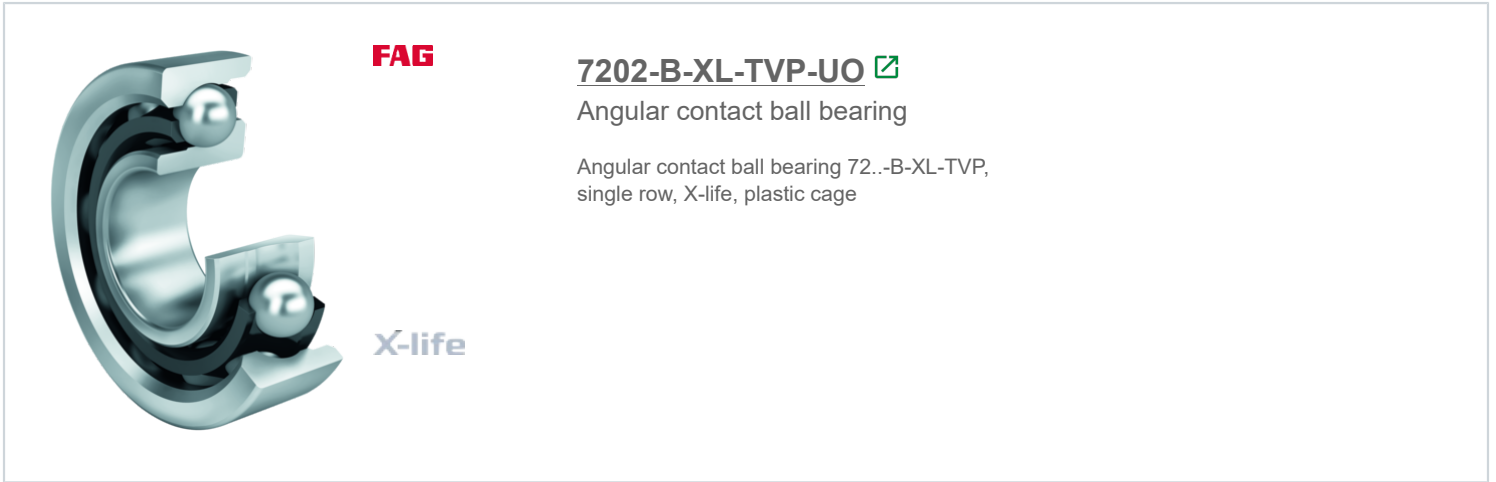 FAG
7202-B-XL-TVP-UO
Angular contact ball bearing
Angular contact ball bearing 72..-B-XL-TVP,
single row, X-life, plastic cage
X-life